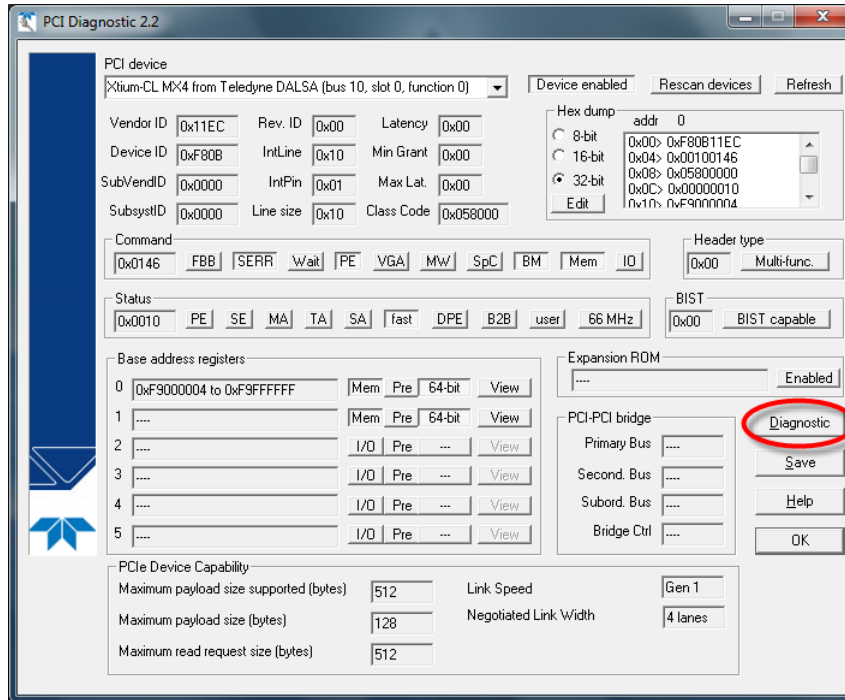 PCI Diagnostic 2.2
PCI device
Xtium-CL MX4 from Teledyne DALSA (bus 10, slot 0, function 0)
Device enabled Rescan devices Refresh
Vendor ID 0x11EC Rev. ID 0x00 Latency 0x00
Device ID 0xF80B IntLine 0x10 Min Grant 0x00
SubVendID 0x0000 IntPin 0x01 Max Lat. 0x00
SubsystID 0x0000 Line size 0x10 Class Code 0x058000
Hex dump addr 0
8-bit
16-bit
32-bit
Edit
0x00> 0xF80B11EC
0x04> 0x00100146
0x08> 0x05800000
0x0C> 0x00000010
0x10> 0xF9000004
Command
0x0146 FBB SERR Wait PE VGA MW SpC BM Mem IO
Header type
0x00 Multi-func.
Status
0x0010 PE SE MA TA SA fast DPE B2B user 66 MHz
BIST
0x00 BIST capable
Base address registers
0 0xF9000004 to 0xF9FFFFFF Mem Pre 64-bit View
1 ---- Mem Pre 64-bit View
2 ---- I/O Pre --- View
3 ---- I/O Pre --- View
4 ---- I/O Pre --- View
5 ---- I/O Pre --- View
Expansion ROM
---- Enabled
PCI-PCI bridge
Primary Bus ----
Second. Bus ----
Subord. Bus ----
Bridge Ctrl ----
Diagnostic
Save
Help
OK
PCIe Device Capability
Maximum payload size supported (bytes) 512 Link Speed Gen 1
Maximum payload size (bytes) 128 Negotiated Link Width 4 lanes
Maximum read request size (bytes) 512